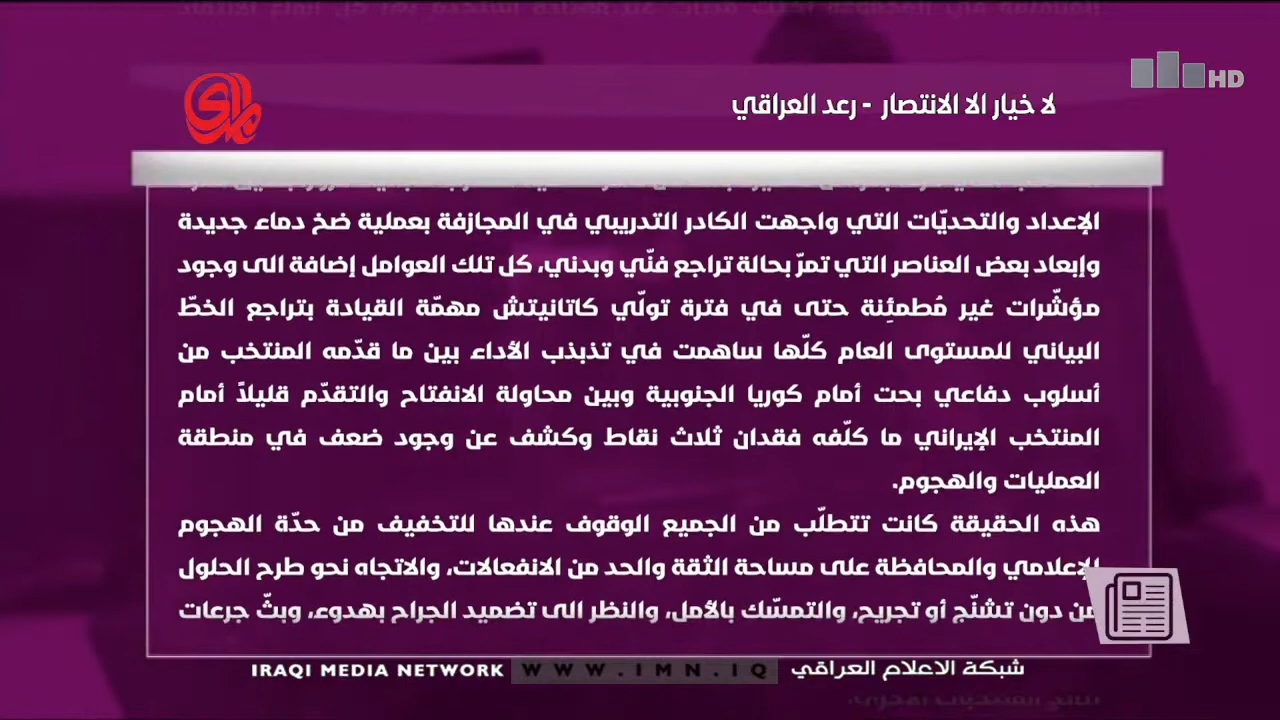 HD
لا خيار الا الانتصار - رعد العراقي
المدى
الإعداد والتحديّات التي واجهت الكادر التدريبي في المجازفة بعملية ضخ دماء جديدة
وإبعاد بعض العناصر التي تمرّ بحالة تراجع فنّي وبدني، كل تلك العوامل إضافة الى وجود
مؤشّرات غير مُطمئِنة حتى في فترة تولّي كاتانيتش مهمّة القيادة بتراجع الخطّ
البياني للمستوى العام كلّها ساهمت في تذبذب الأداء بين ما قدّمه المنتخب من
أسلوب دفاعي بحت أمام كوريا الجنوبية وبين محاولة الانفتاح والتقدّم قليلاً أمام
المنتخب الإيراني ما كلّفه فقدان ثلاث نقاط وكشف عن وجود ضعف في منطقة
العمليات والهجوم.
هذه الحقيقة كانت تتطلّب من الجميع الوقوف عندها للتخفيف من حدّة الهجوم
الإعلامي والمحافظة على مساحة الثقة والحد من الانفعالات، والاتجاه نحو طرح الحلول
من دون تشنّج أو تجريح، والتمسّك بالأمل، والنظر الى تضميد الجراح بهدوء، وبثّ جرعات
شبكة الاعلام العراقي
WWW.IMN.IQ
IRAQI MEDIA NETWORK